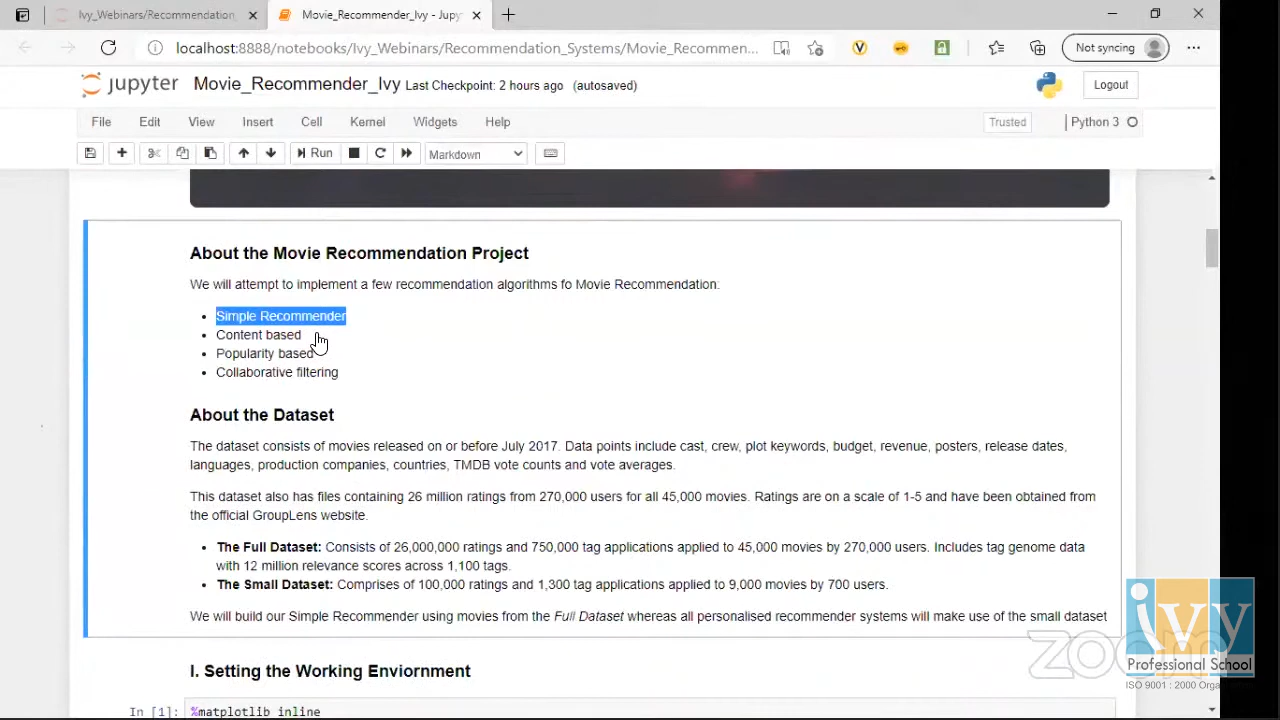 Ivy_Webinars/Recommendation_
Movie_Recommender_Ivy - Jupyt
localhost:8888/notebooks/Ivy_Webinars/Recommendation_Systems/Movie_Recommen...
Not syncing
jupyter Movie_Recommender_Ivy Last Checkpoint: 2 hours ago (autosaved)
Logout
File Edit View Insert Cell Kernel Widgets Help
Trusted
Python 3
Run
Markdown
About the Movie Recommendation Project
We will attempt to implement a few recommendation algorithms fo Movie Recommendation:
Simple Recommender
Content based
Popularity based
Collaborative filtering
About the Dataset
The dataset consists of movies released on or before July 2017. Data points include cast, crew, plot keywords, budget, revenue, posters, release dates,
languages, production companies, countries, TMDB vote counts and vote averages.
This dataset also has files containing 26 million ratings from 270,000 users for all 45,000 movies. Ratings are on a scale of 1-5 and have been obtained from
the official GroupLens website.
The Full Dataset: Consists of 26,000,000 ratings and 750,000 tag applications applied to 45,000 movies by 270,000 users. Includes tag genome data
with 12 million relevance scores across 1,100 tags.
The Small Dataset: Comprises of 100,000 ratings and 1,300 tag applications applied to 9,000 movies by 700 users.
We will build our Simple Recommender using movies from the Full Dataset whereas all personalised recommender systems will make use of the small dataset
I. Setting the Working Enviornment
In [1]: %matplotlib inline
zoom
ivy
Professional School
ISO 9001 : 2000